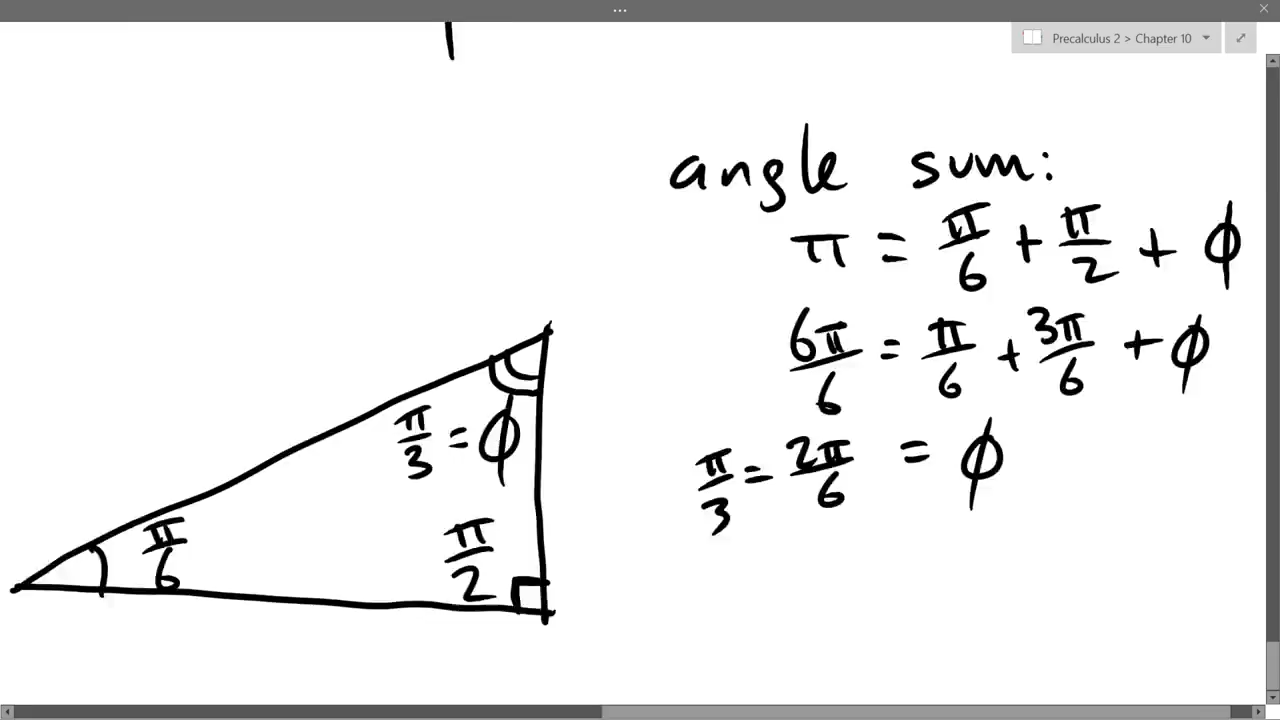 Precalculus 2 > Chapter 10
angle sum:
π = π/6 + π/2 + φ
6π/6 = π/6 + 3π/6 + φ
π/3 = 2π/6 = φ
π/3 = φ
π/6
π/2